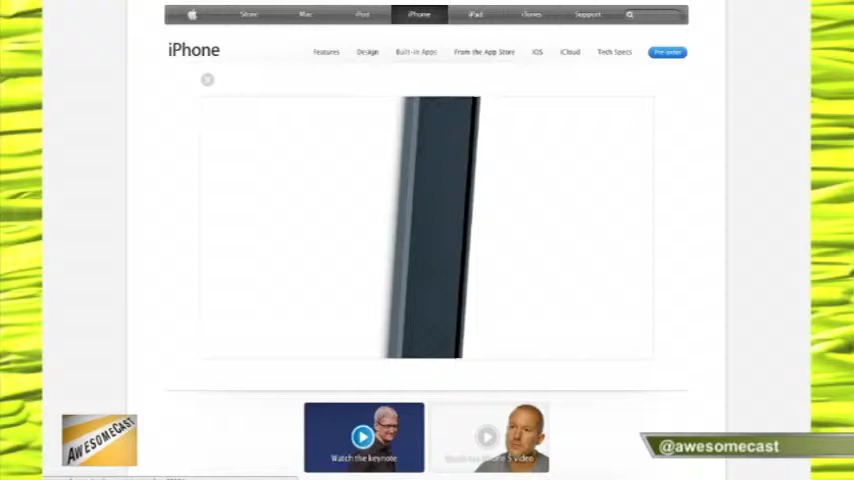 Store Mac iPod iPhone iPad iTunes Support
iPhone
Features Design Built-in Apps From the App Store iOS iCloud Tech Specs Pre-order
Watch the keynote
video
AWESOMECAST
@awesomecast